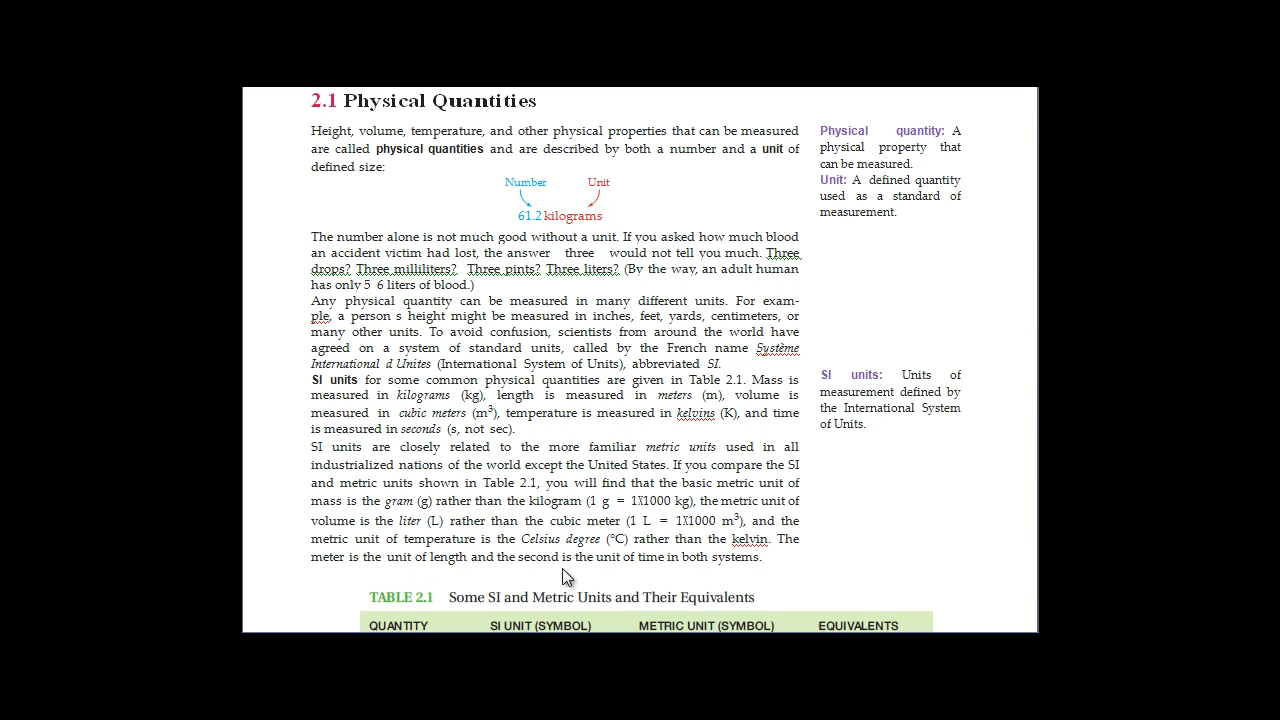 2.1 Physical Quantities
Height, volume, temperature, and other physical properties that can be measured
are called physical quantities and are described by both a number and a unit of
defined size:
Number Unit
61.2 kilograms
The number alone is not much good without a unit. If you asked how much blood
an accident victim had lost, the answer three would not tell you much. Three
drops? Three milliliters? Three pints? Three liters? (By the way, an adult human
has only 5 6 liters of blood.)
Any physical quantity can be measured in many different units. For exam-
ple, a person s height might be measured in inches, feet, yards, centimeters, or
many other units. To avoid confusion, scientists from around the world have
agreed on a system of standard units, called by the French name Système
International d Unites (International System of Units), abbreviated SI.
SI units for some common physical quantities are given in Table 2.1. Mass is
measured in kilograms (kg), length is measured in meters (m), volume is
measured in cubic meters (m³), temperature is measured in kelvins (K), and time
is measured in seconds (s, not sec).
SI units are closely related to the more familiar metric units used in all
industrialized nations of the world except the United States. If you compare the SI
and metric units shown in Table 2.1, you will find that the basic metric unit of
mass is the gram (g) rather than the kilogram (1 g = 1\1000 kg), the metric unit of
volume is the liter (L) rather than the cubic meter (1 L = 1\1000 m³), and the
metric unit of temperature is the Celsius degree (°C) rather than the kelvin. The
meter is the unit of length and the second is the unit of time in both systems.
Physical quantity: A
physical property that
can be measured.
Unit: A defined quantity
used as a standard of
measurement.
SI units: Units of
measurement defined by
the International System
of Units.
TABLE 2.1 Some SI and Metric Units and Their Equivalents
QUANTITY SI UNIT (SYMBOL) METRIC UNIT (SYMBOL) EQUIVALENTS